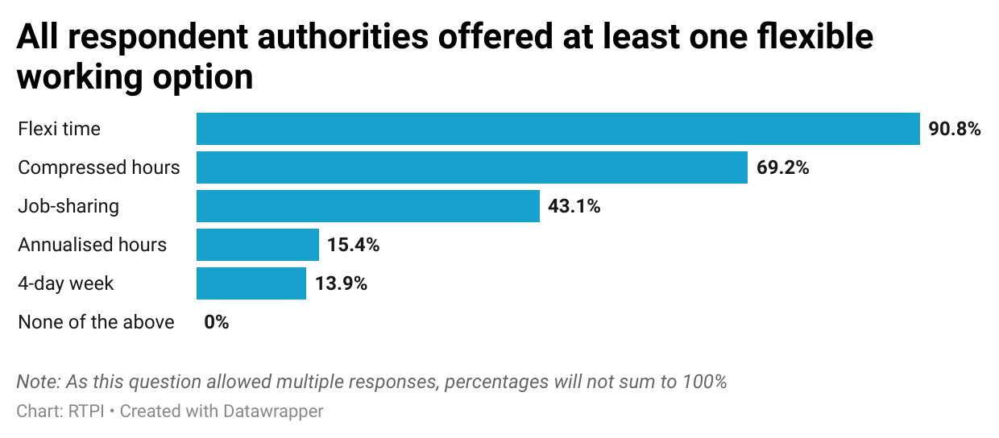 All respondent authorities offered at least one flexible
working option
Flexi time 90.8%
Compressed hours 69.2%
Job-sharing 43.1%
Annualised hours 15.4%
4-day week 13.9%
None of the above 0%
Note: As this question allowed multiple responses, percentages will not sum to 100%
Chart: RTPI • Created with Datawrapper